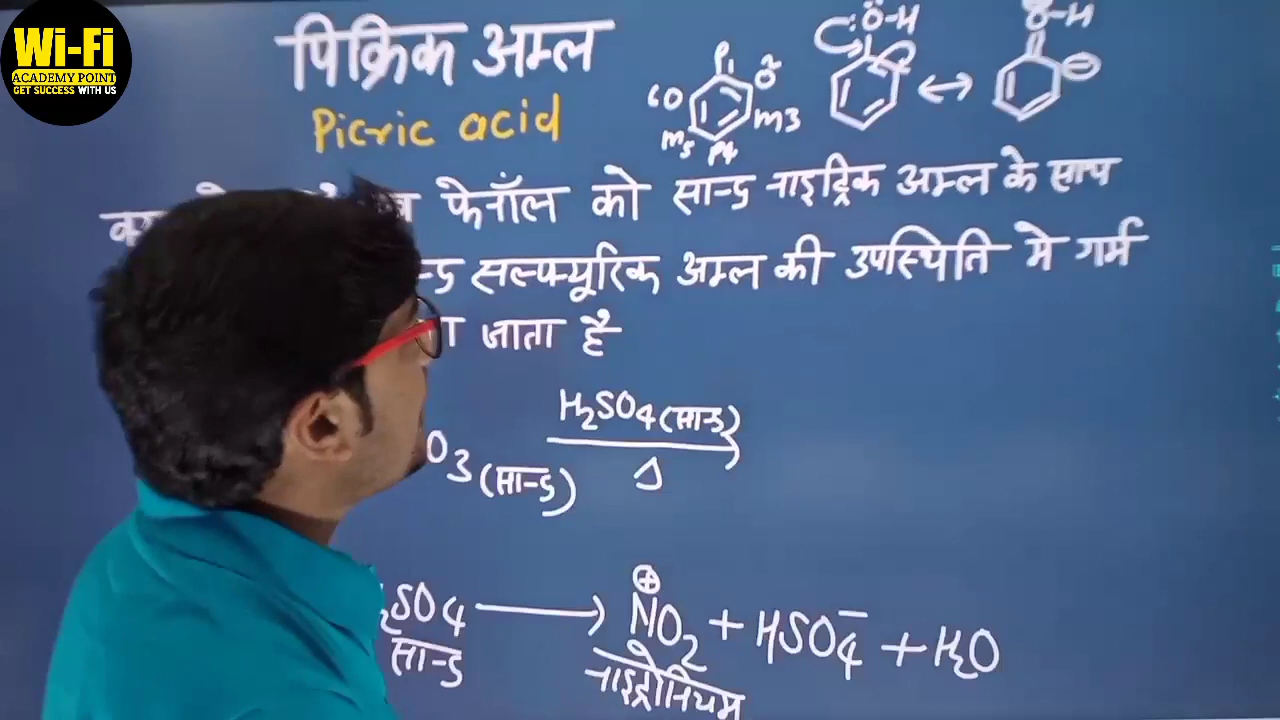 Wi-Fi
ACADEMY POINT
GET SUCCESS WITH US
पिक्रिक अम्ल
Picric acid
Ö-H
Ö-H
फेनॉल को सान्द्र नाइट्रिक अम्ल के साथ
सल्फ्यूरिक अम्ल की उपस्थिति मे गर्म
जाता है
O3 (सान्द्र) H2SO4 (सान्द्र)
Δ
SO4 ⟶ ⊕NO2 + HSO4⁻ + H2O
सान्द्र नाइट्रोनियम